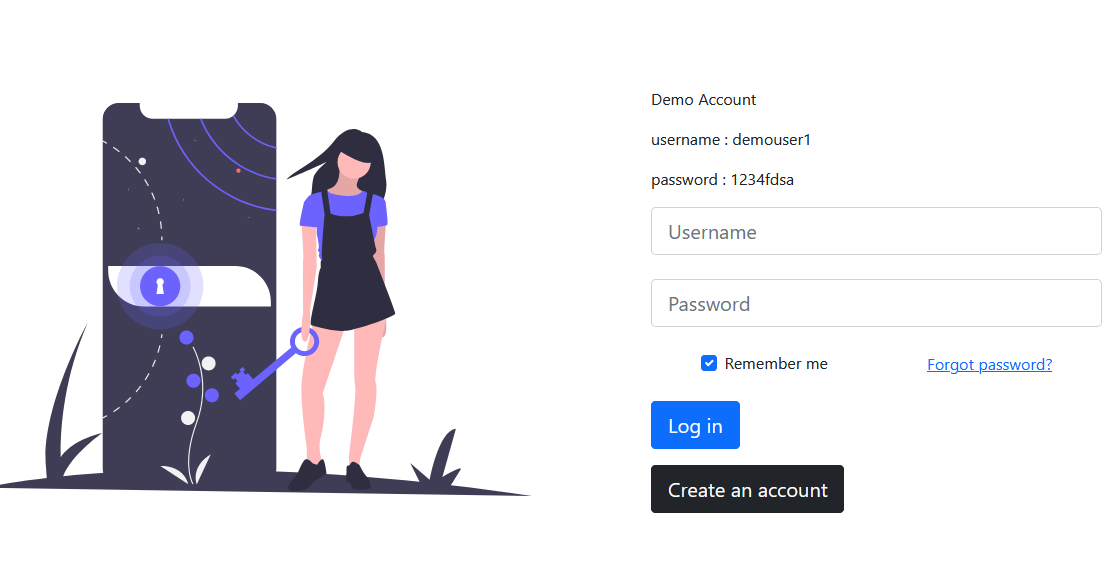 Demo Account
username : demouser1
password : 1234fdsa
Username
Password
Remember me
Forgot password?
Log in
Create an account